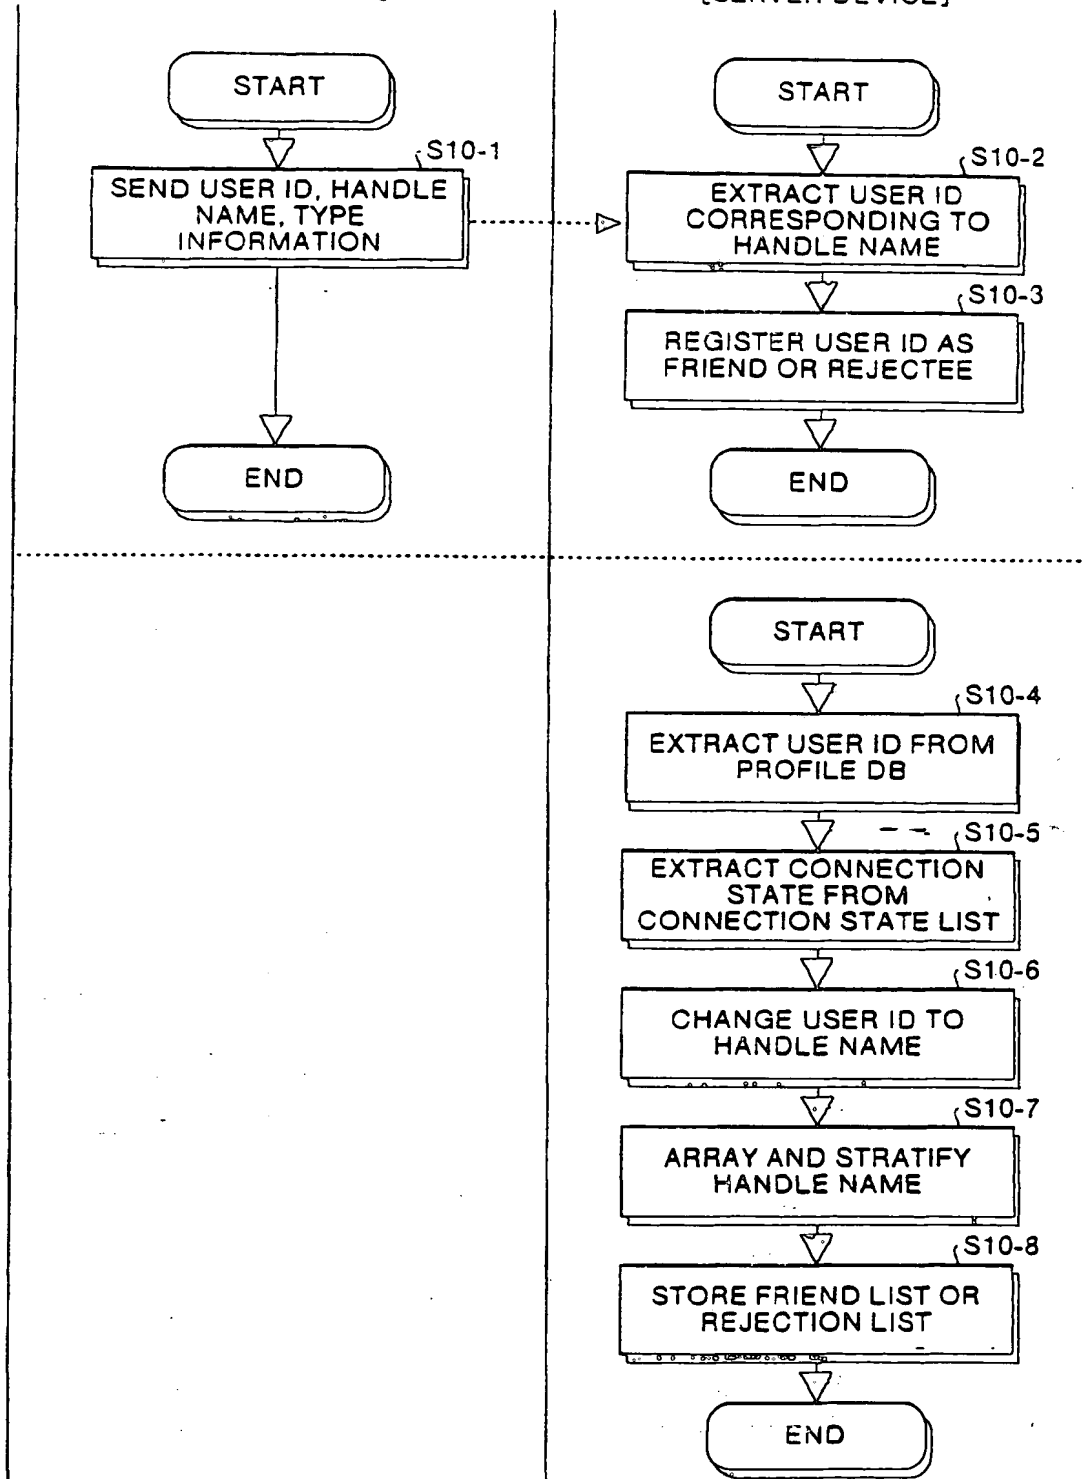 [SERVER DEVICE]
START
S10-1
SEND USER ID, HANDLE
NAME, TYPE
INFORMATION
END
START
S10-2
EXTRACT USER ID
CORRESPONDING TO
HANDLE NAME
S10-3
REGISTER USER ID AS
FRIEND OR REJECTEE
END
START
S10-4
EXTRACT USER ID FROM
PROFILE DB
S10-5
EXTRACT CONNECTION
STATE FROM
CONNECTION STATE LIST
S10-6
CHANGE USER ID TO
HANDLE NAME
S10-7
ARRAY AND STRATIFY
HANDLE NAME
S10-8
STORE FRIEND LIST OR
REJECTION LIST
END